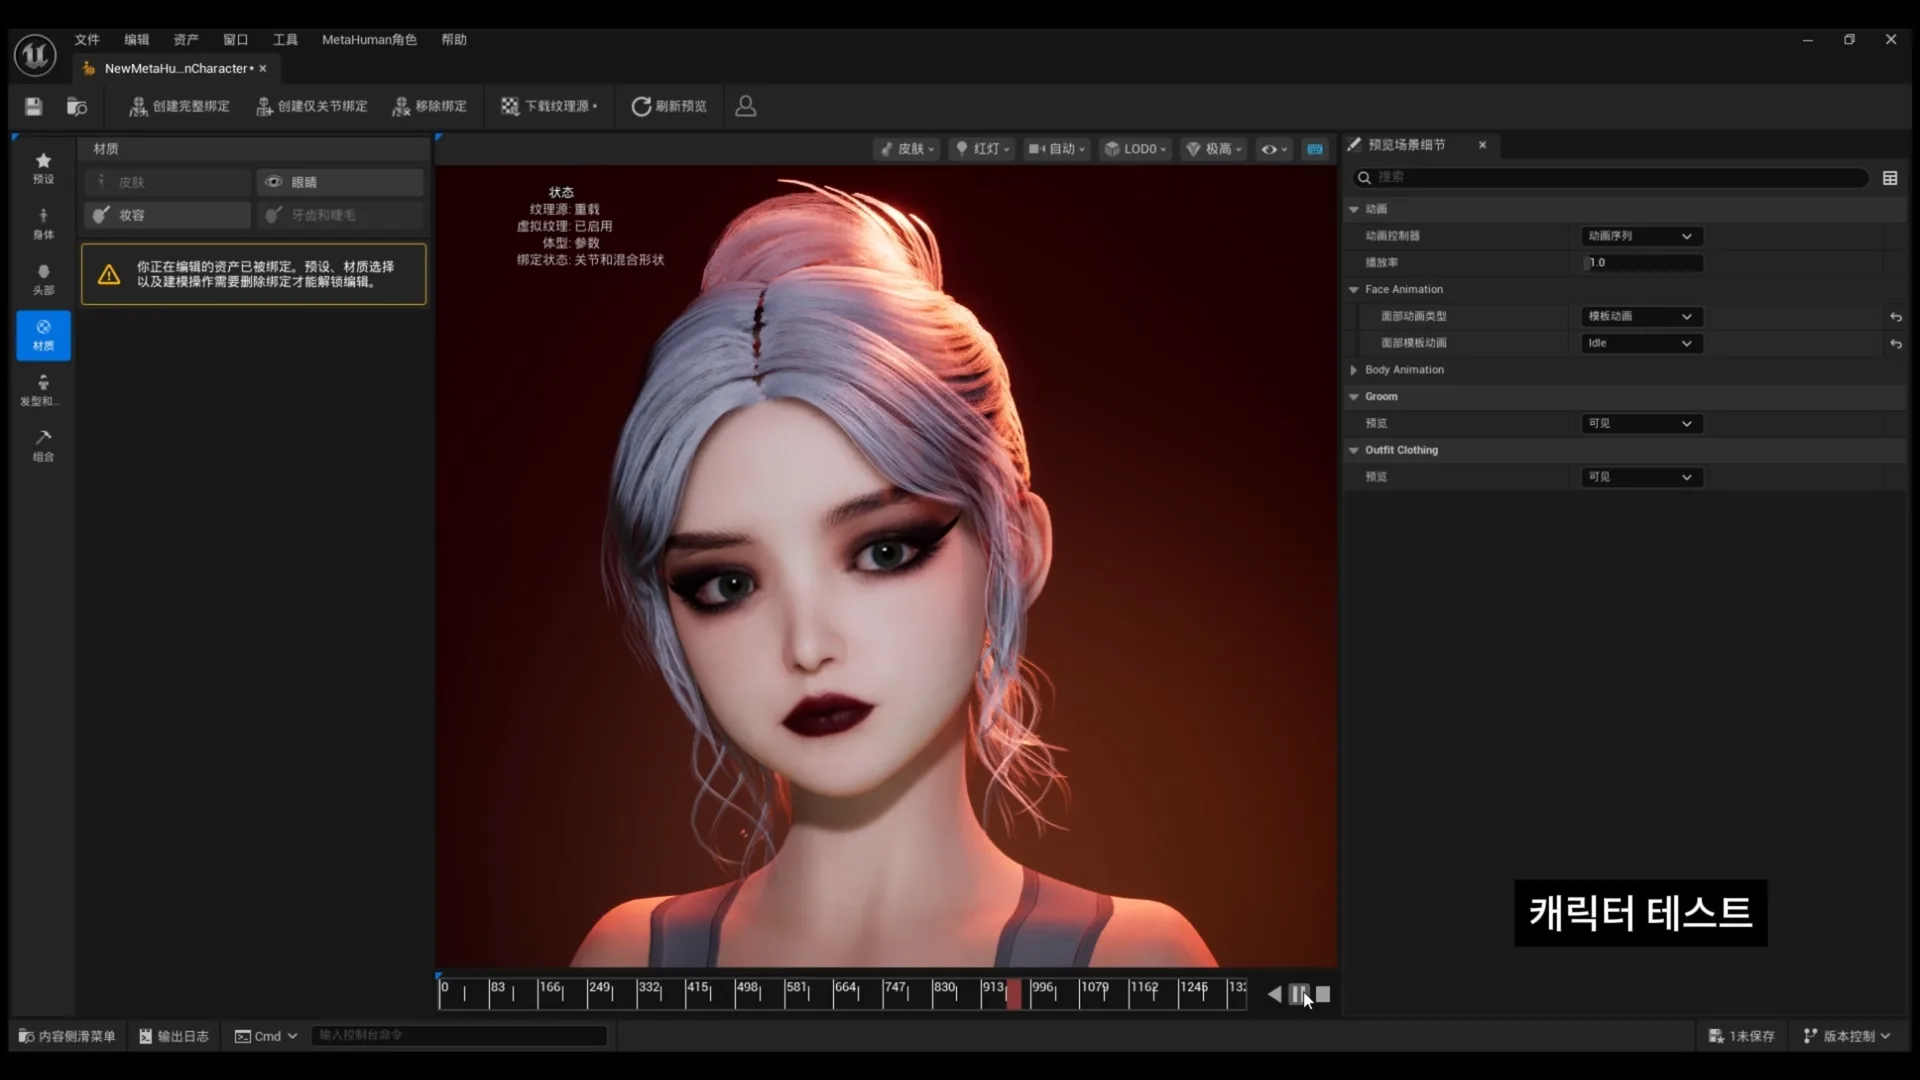 文件 编辑 资产 窗口 工具 MetaHuman角色 帮助
NewMetaHu...nCharacter•
创建完整绑定 创建仅关节绑定 移除绑定 下载纹理源 刷新预览
预设
身体
头部
材质
发型和...
组合
材质
皮肤 眼睛
妆容 牙齿和睫毛
你正在编辑的资产已被绑定。预设、材质选择
以及建模操作需要删除绑定才能解锁编辑。
皮肤 红灯 自动 LOD0 极高
状态
纹理源: 重载
虚拟纹理: 已启用
体型: 参数
绑定状态: 关节和混合形状
0 83 166 249 332 415 498 581 664 747 830 913 996 1079 1162 1245 132
预览场景细节
搜索
动画
动画控制器 动画序列
播放率 1.0
Face Animation
面部动画类型 模板动画
面部模板动画 Idle
Body Animation
Groom
预览 可见
Outfit Clothing
预览 可见
캐릭터 테스트
内容侧滑菜单 输出日志 Cmd 输入控制台命令 1未保存 版本控制